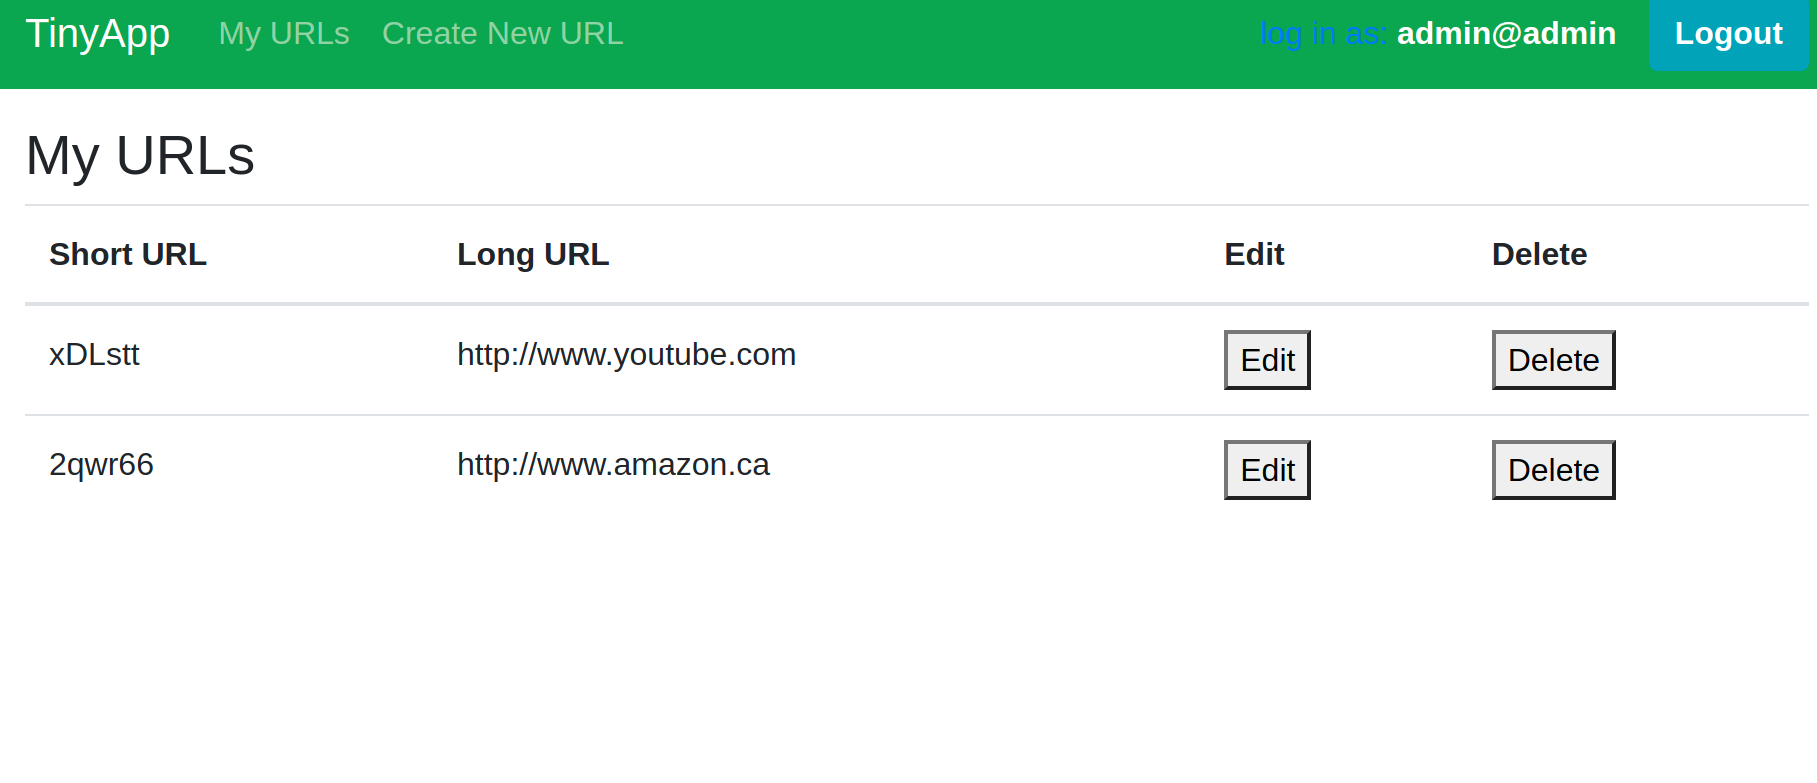 TinyApp My URLs Create New URL log in as: admin@admin Logout
My URLs
Short URL Long URL Edit Delete
xDLstt http://www.youtube.com Edit Delete
2qwr66 http://www.amazon.ca Edit Delete